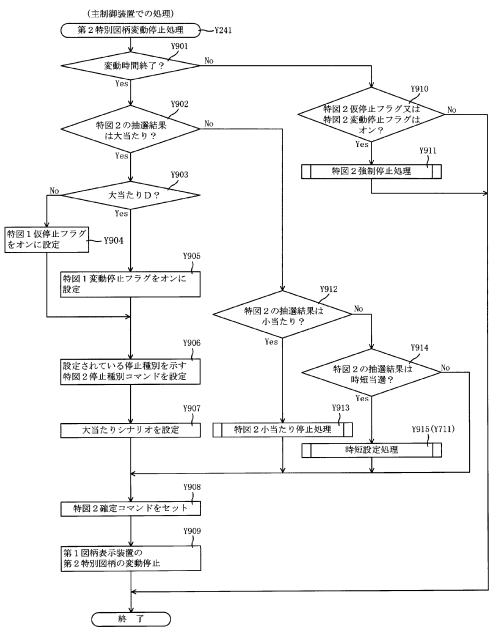 (主制御装置での処理)
第2特別図柄変動停止処理
Y241
Y901
変動時間終了?
No
Yes
Y910
特図2仮停止フラグ又は
特図2変動停止フラグは
オン?
No
Yes
Y911
特図2強制停止処理
Y902
特図2の抽選結果
は大当たり?
No
Yes
Y903
大当たりD?
No
Yes
特図1仮停止フラグ
をオンに設定
Y904
Y905
特図1変動停止フラグをオンに
設定
Y912
特図2の抽選結果は
小当たり?
No
Yes
Y914
特図2の抽選結果は
時短当選?
No
Yes
Y906
設定されている停止種別を示す
特図2停止種別コマンドを設定
Y907
大当たりシナリオを設定
Y913
特図2小当たり停止処理
Y915(Y711)
時短設定処理
Y908
特図2確定コマンドをセット
Y909
第1図柄表示装置の
第2特別図柄の変動停止
終了